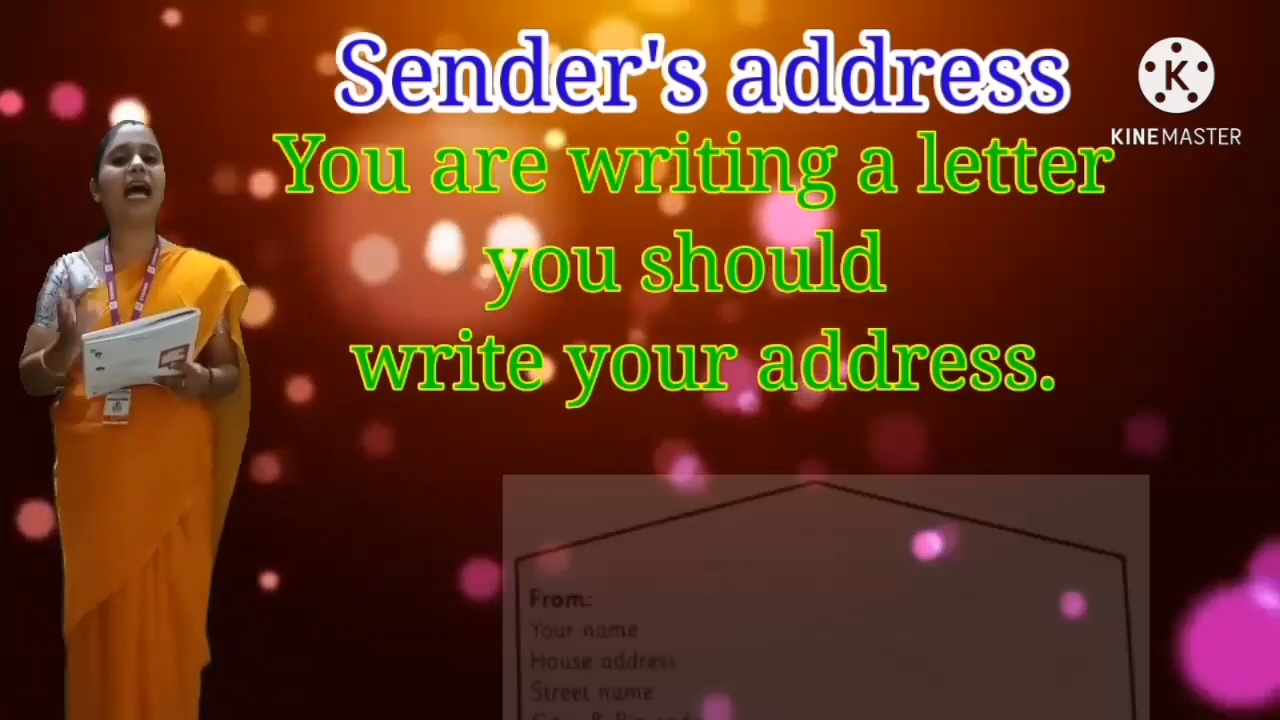 Sender's address
KINEMASTER
You are writing a letter
you should
write your address.
From:
Your name
House address
Street name